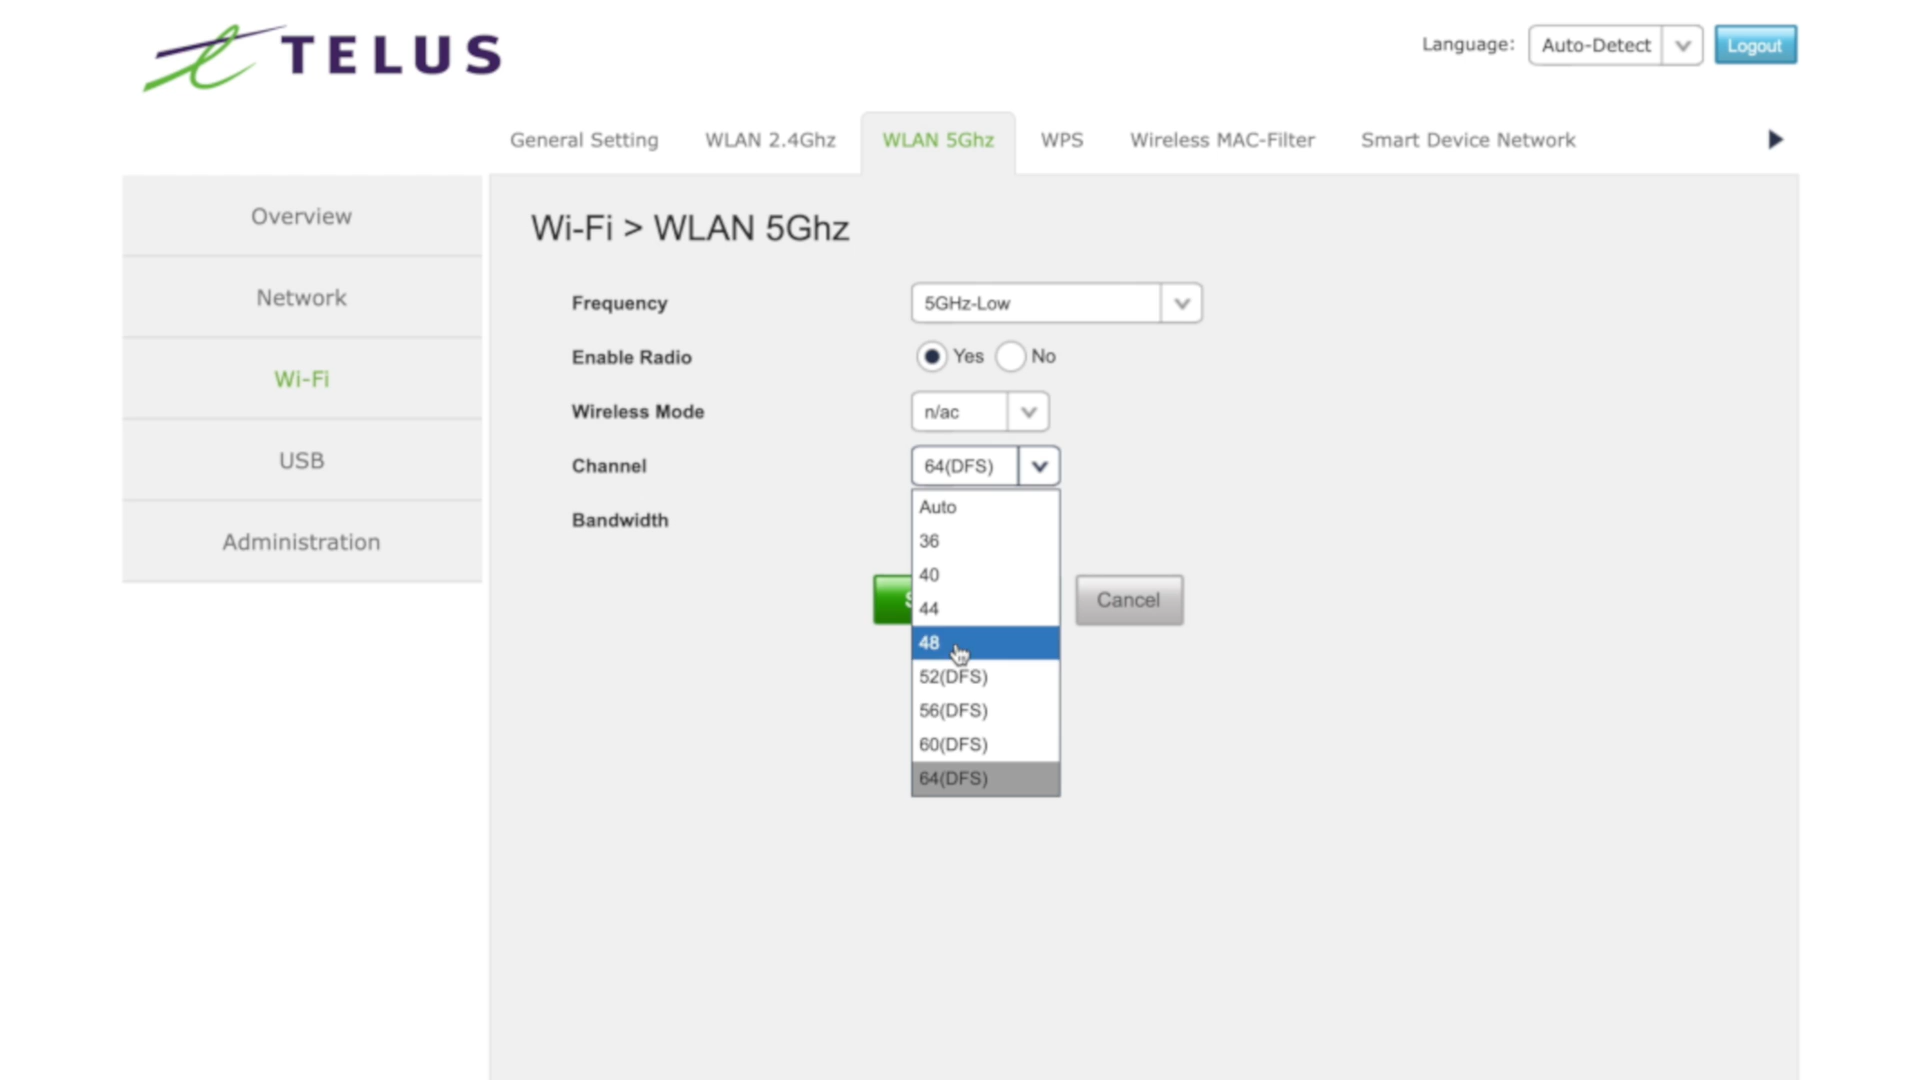 TELUS
Language: Auto-Detect Logout
General Setting WLAN 2.4Ghz WLAN 5Ghz WPS Wireless MAC-Filter Smart Device Network
Overview
Network
Wi-Fi
USB
Administration
Wi-Fi > WLAN 5Ghz
Frequency 5GHz-Low
Enable Radio Yes No
Wireless Mode n/ac
Channel 64(DFS)
Bandwidth
Auto
36
40
44
48
52(DFS)
56(DFS)
60(DFS)
64(DFS)
Cancel